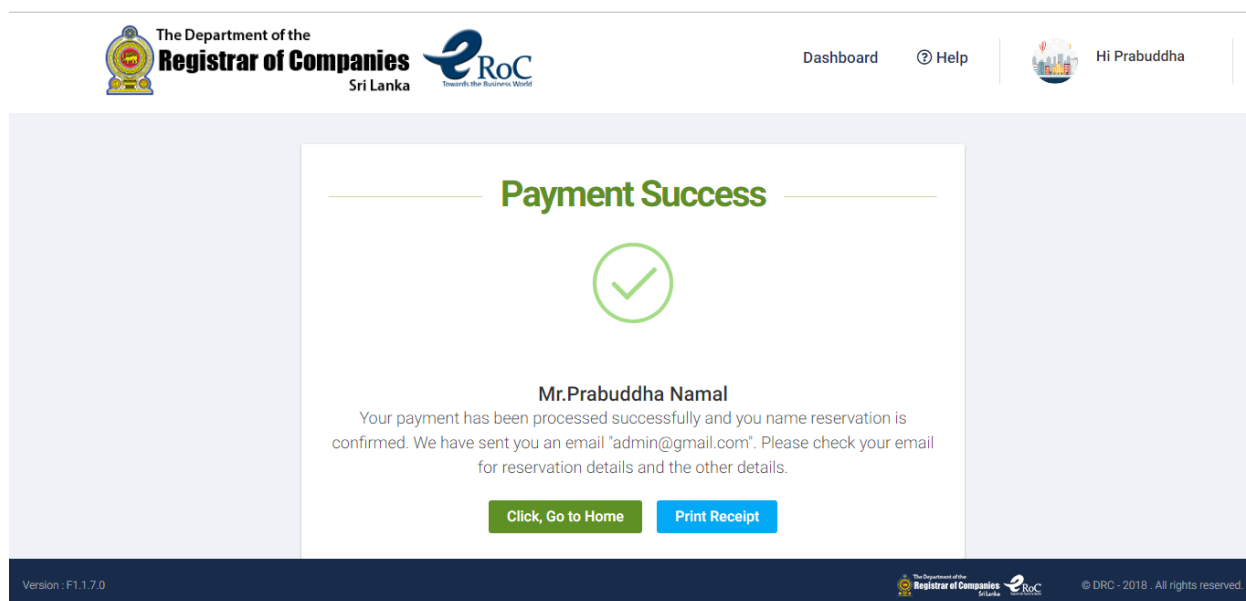 The Department of the
Registrar of Companies
Sri Lanka
eRoC
Towards the Business World
Dashboard
? Help
Hi Prabuddha
Payment Success
Mr.Prabuddha Namal
Your payment has been processed successfully and you name reservation is
confirmed. We have sent you an email "admin@gmail.com". Please check your email
for reservation details and the other details.
Click, Go to Home
Print Receipt
Version : F1.1.7.0
The Department of the
Registrar of Companies
Sri Lanka
eRoC
© DRC - 2018 . All rights reserved.